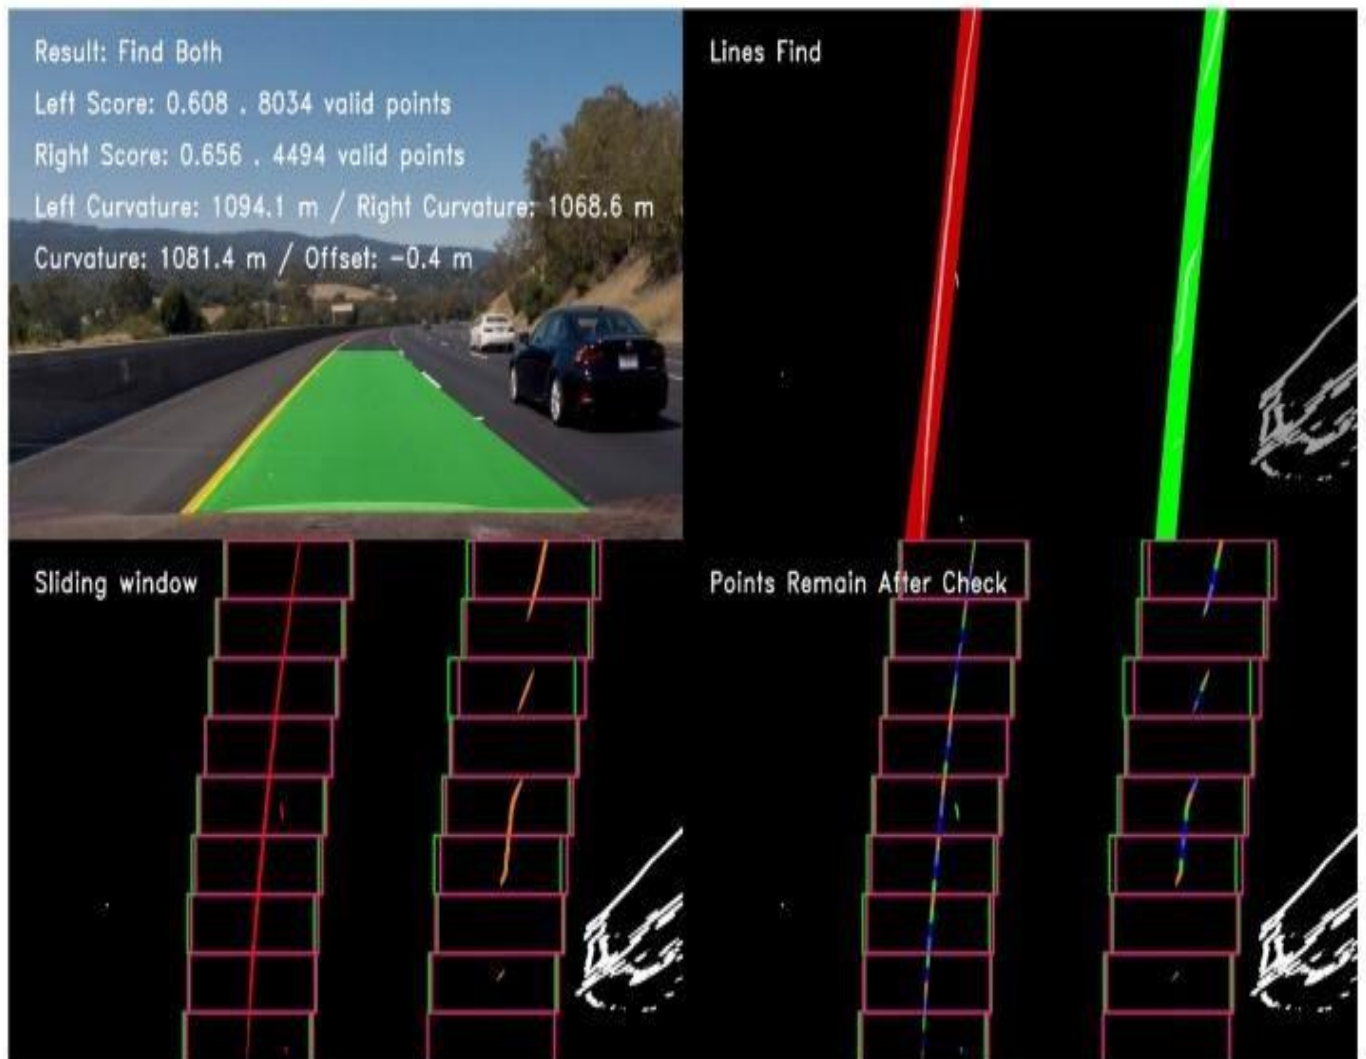 Result: Find Both
Left Score: 0.608 . 8034 valid points
Right Score: 0.656 . 4494 valid points
Left Curvature: 1094.1 m / Right Curvature: 1068.6 m
Curvature: 1081.4 m / Offset: -0.4 m
Lines Find
Sliding window
Points Remain After Check